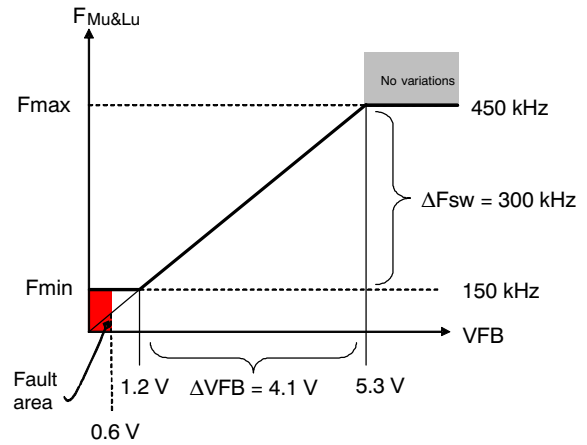 F Mu&Lu
No variations
Fmax
450 kHz
ΔFsw = 300 kHz
Fmin
150 kHz
VFB
Fault
area
1.2 V
ΔVFB = 4.1 V
5.3 V
0.6 V